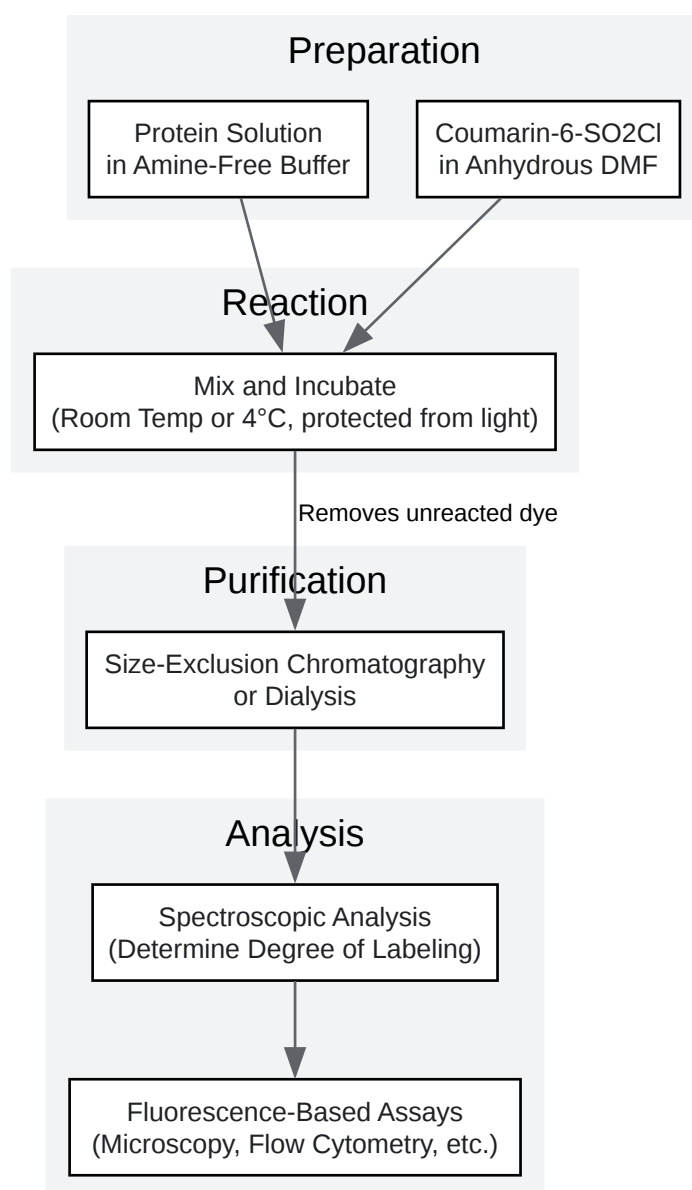 Preparation
Protein Solution
in Amine-Free Buffer
Coumarin-6-SO2Cl
in Anhydrous DMF
Reaction
Mix and Incubate
(Room Temp or 4°C, protected from light)
Removes unreacted dye
Purification
Size-Exclusion Chromatography
or Dialysis
Analysis
Spectroscopic Analysis
(Determine Degree of Labeling)
Fluorescence-Based Assays
(Microscopy, Flow Cytometry, etc.)